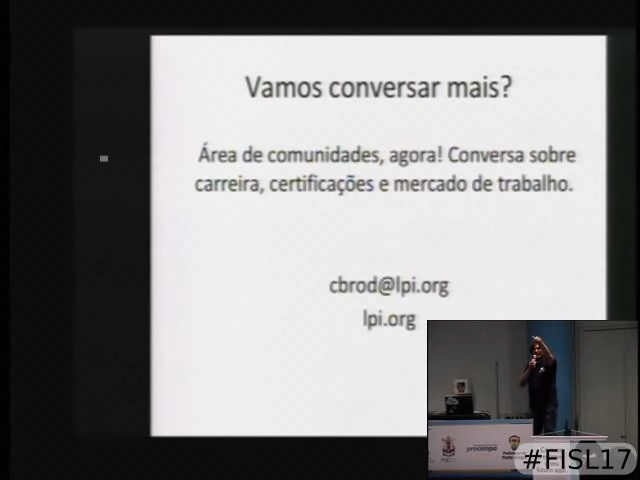 Vamos conversar mais?
Área de comunidades, agora! Conversa sobre
carreira, certificações e mercado de trabalho.
cbrod@lpi.org
lpi.org
procempa
#FISL17